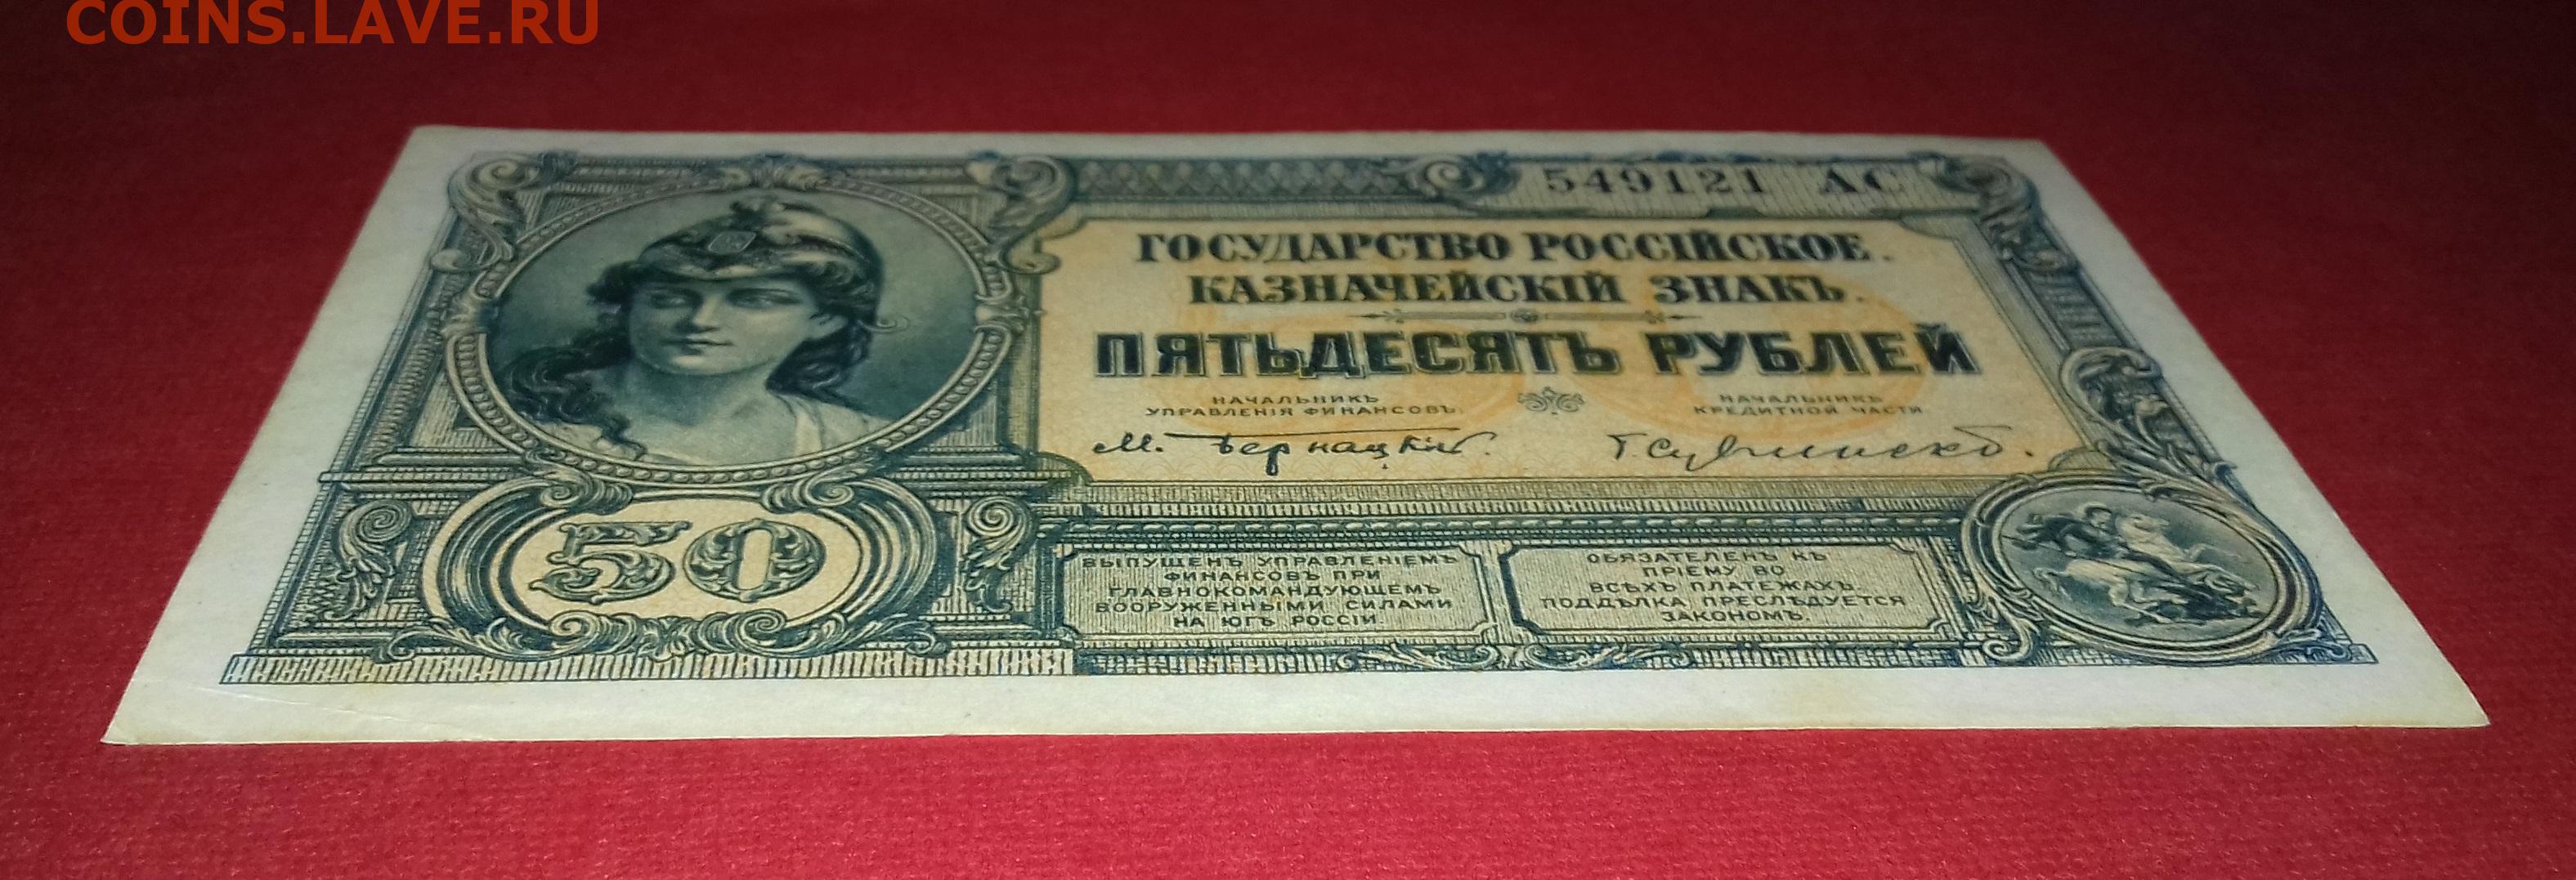 COINS.LAVE.RU
549121 АС
ГОСУДАРСТВО РОССІЙСКОЕ.
КАЗНАЧЕЙСКІЙ ЗНАКЪ.
ПЯТЬДЕСЯТЪ РУБЛЕЙ
НАЧАЛЬНИКЪ
УПРАВЛЕНІЯ ФИНАНСОВЪ.
М. Бернацкій.
НАЧАЛЬНИКЪ
КРЕДИТНОЙ ЧАСТИ
50
ВЫПУЩЕНЪ УПРАВЛЕНІЕМЪ
ФИНАНСОВЪ ПРИ
ГЛАВНОКОМАНДУЮЩЕМЪ
ВООРУЖЕННЫМИ СИЛАМИ
НА ЮГѢ РОССІИ.
ОБЯЗАТЕЛЕНЪ КЪ
ПРІЕМУ ВО
ВСѢХЪ ПЛАТЕЖАХЪ.
ПОДДѢЛКА ПРЕСЛѢДУЕТСЯ
ЗАКОНОМЪ.